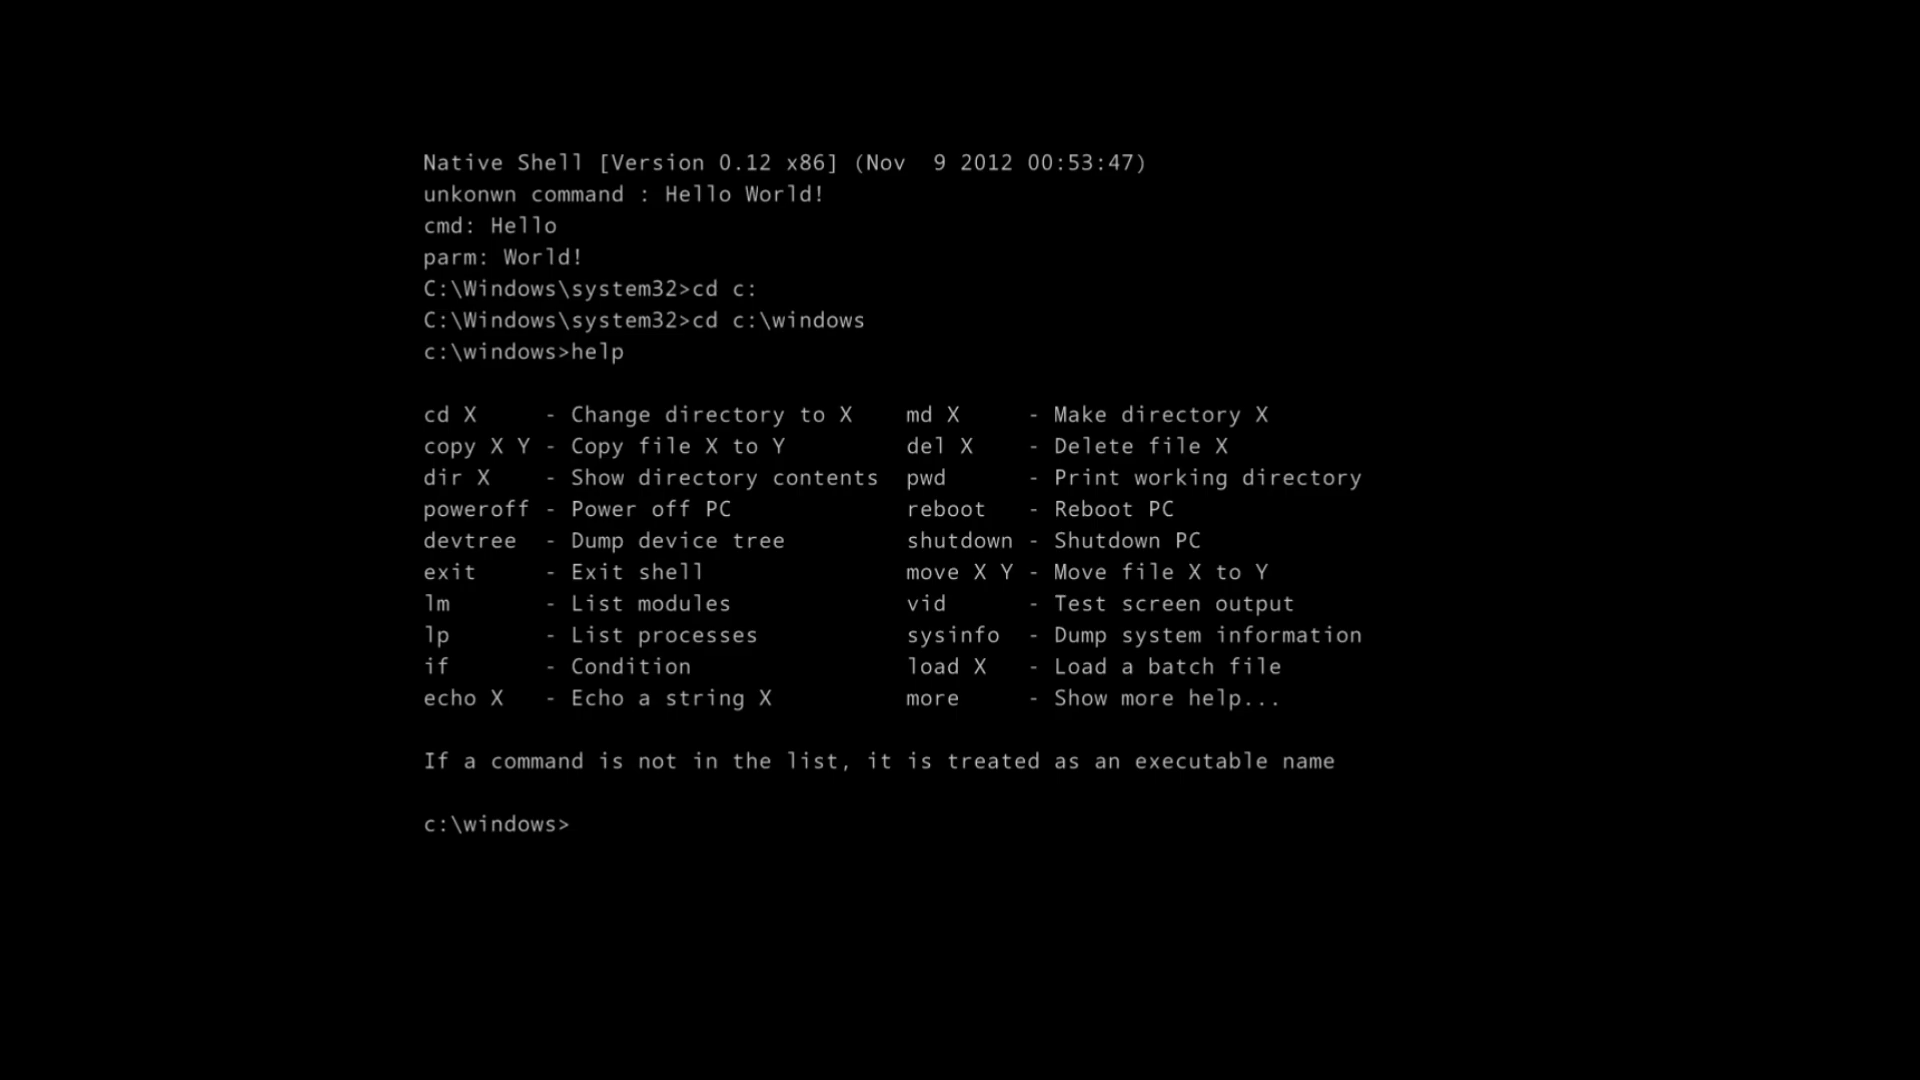 Native Shell [Version 0.12 x86] (Nov  9 2012 00:53:47)
unkonwn command : Hello World!
cmd: Hello
parm: World!
C:\Windows\system32>cd c:
C:\Windows\system32>cd c:\windows
c:\windows>help
cd X     - Change directory to X    md X     - Make directory X
copy X Y - Copy file X to Y         del X    - Delete file X
dir X    - Show directory contents  pwd      - Print working directory
poweroff - Power off PC             reboot   - Reboot PC
devtree  - Dump device tree         shutdown - Shutdown PC
exit     - Exit shell               move X Y - Move file X to Y
lm       - List modules             vid      - Test screen output
lp       - List processes           sysinfo  - Dump system information
if       - Condition                load X   - Load a batch file
echo X   - Echo a string X          more     - Show more help...
If a command is not in the list, it is treated as an executable name
c:\windows>